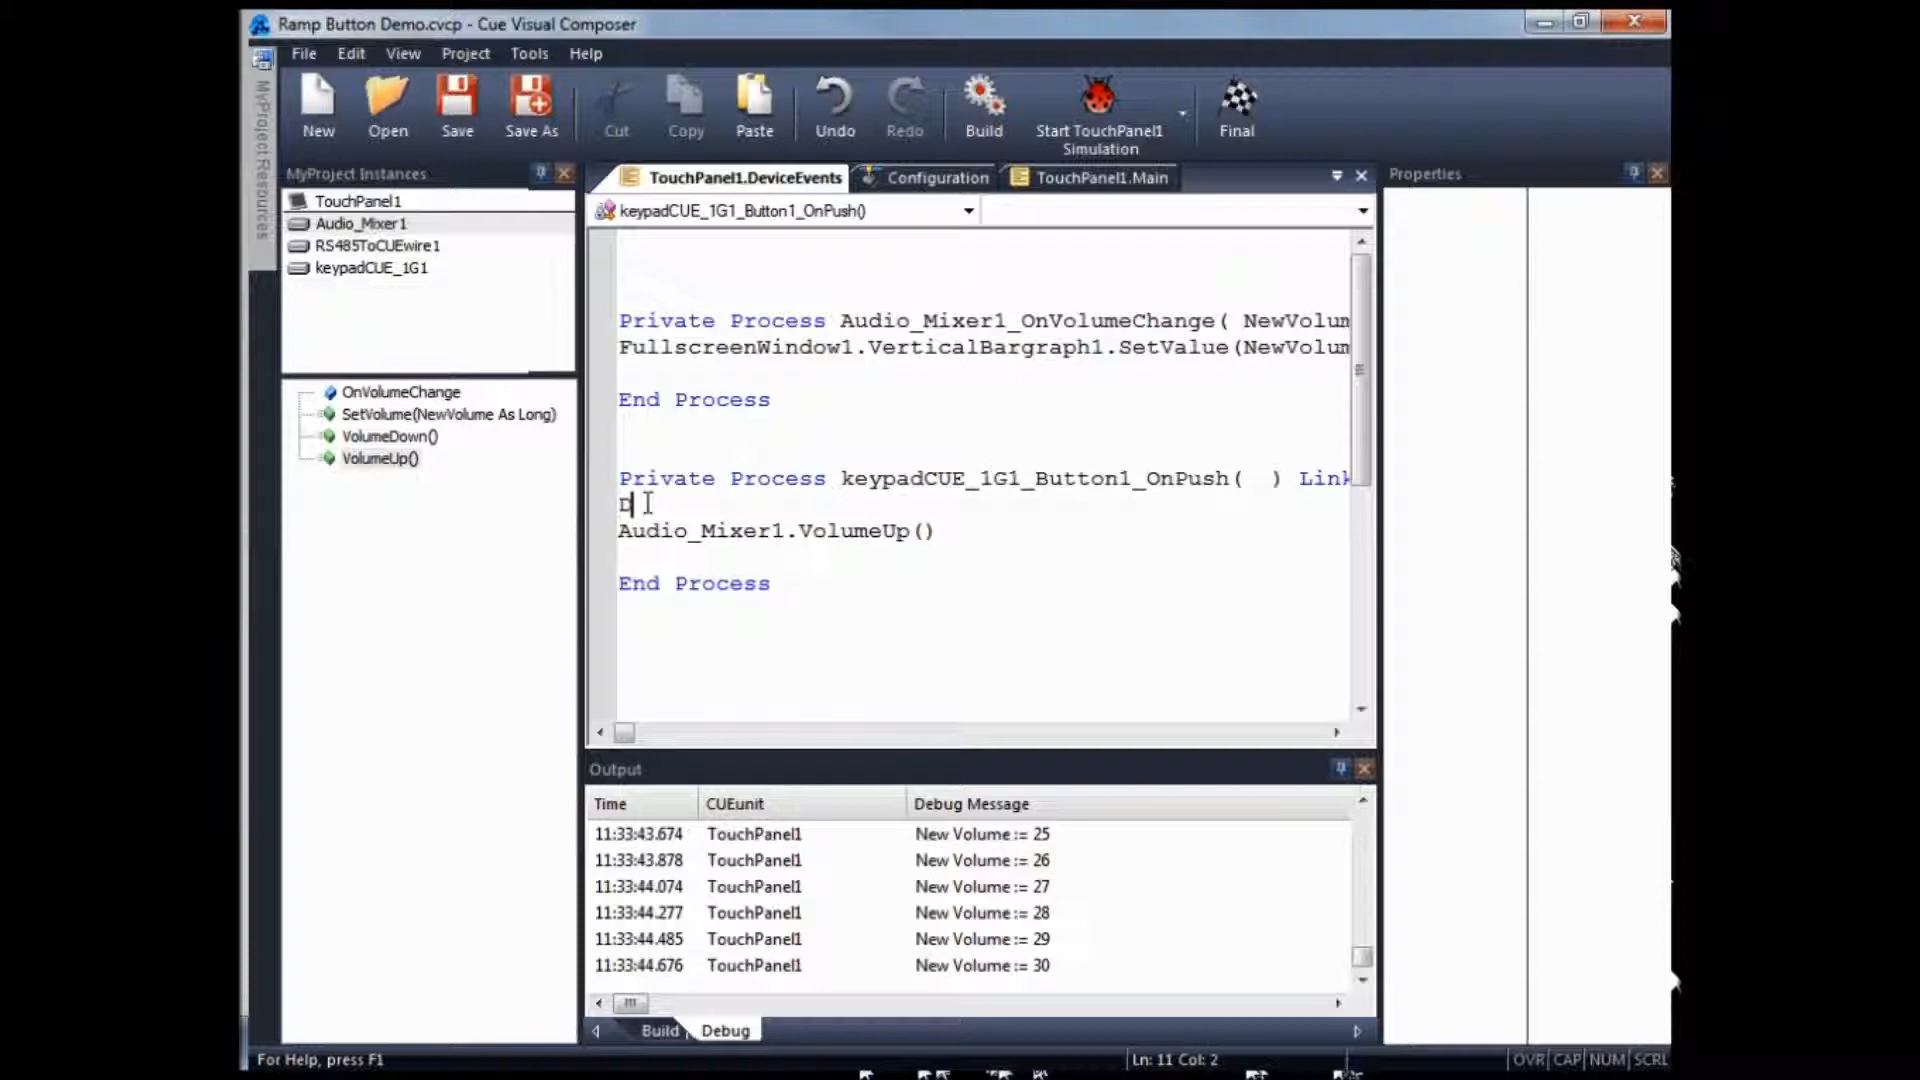 Ramp Button Demo.cvcp - Cue Visual Composer
File Edit View Project Tools Help
New Open Save Save As Cut Copy Paste Undo Redo Build Start TouchPanel1 Simulation Final
MyProject Resources
MyProject Instances
TouchPanel1
Audio_Mixer1
RS485ToCUEwire1
keypadCUE_1G1
OnVolumeChange
SetVolume(NewVolume As Long)
VolumeDown()
VolumeUp()
TouchPanel1.DeviceEvents Configuration TouchPanel1.Main
keypadCUE_1G1_Button1_OnPush()
Private Process Audio_Mixer1_OnVolumeChange( NewVolum
FullscreenWindow1.VerticalBargraph1.SetValue(NewVolum
End Process
Private Process keypadCUE_1G1_Button1_OnPush( ) Link
D
Audio_Mixer1.VolumeUp()
End Process
Properties
Output
Time CUEunit Debug Message
11:33:43.674 TouchPanel1 New Volume := 25
11:33:43.878 TouchPanel1 New Volume := 26
11:33:44.074 TouchPanel1 New Volume := 27
11:33:44.277 TouchPanel1 New Volume := 28
11:33:44.485 TouchPanel1 New Volume := 29
11:33:44.676 TouchPanel1 New Volume := 30
Build Debug
For Help, press F1
Ln: 11 Col: 2
OVR CAP NUM SCRL